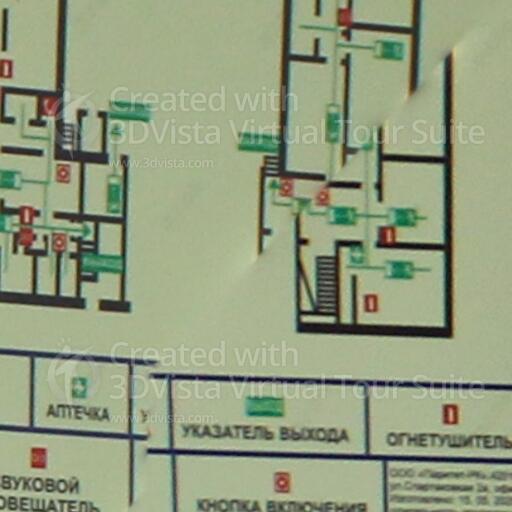 Created with
3DVista Virtual Tour Suite
www.3dvista.com
Created with
3DVista Virtual Tour Suite
www.3dvista.com
АПТЕЧКА
УКАЗАТЕЛЬ ВЫХОДА
ОГНЕТУШИТЕЛЬ
ЗВУКОВОЙ
ОВЕЩАТЕЛЬ
КНОПКА ВКЛЮЧЕНИЯ